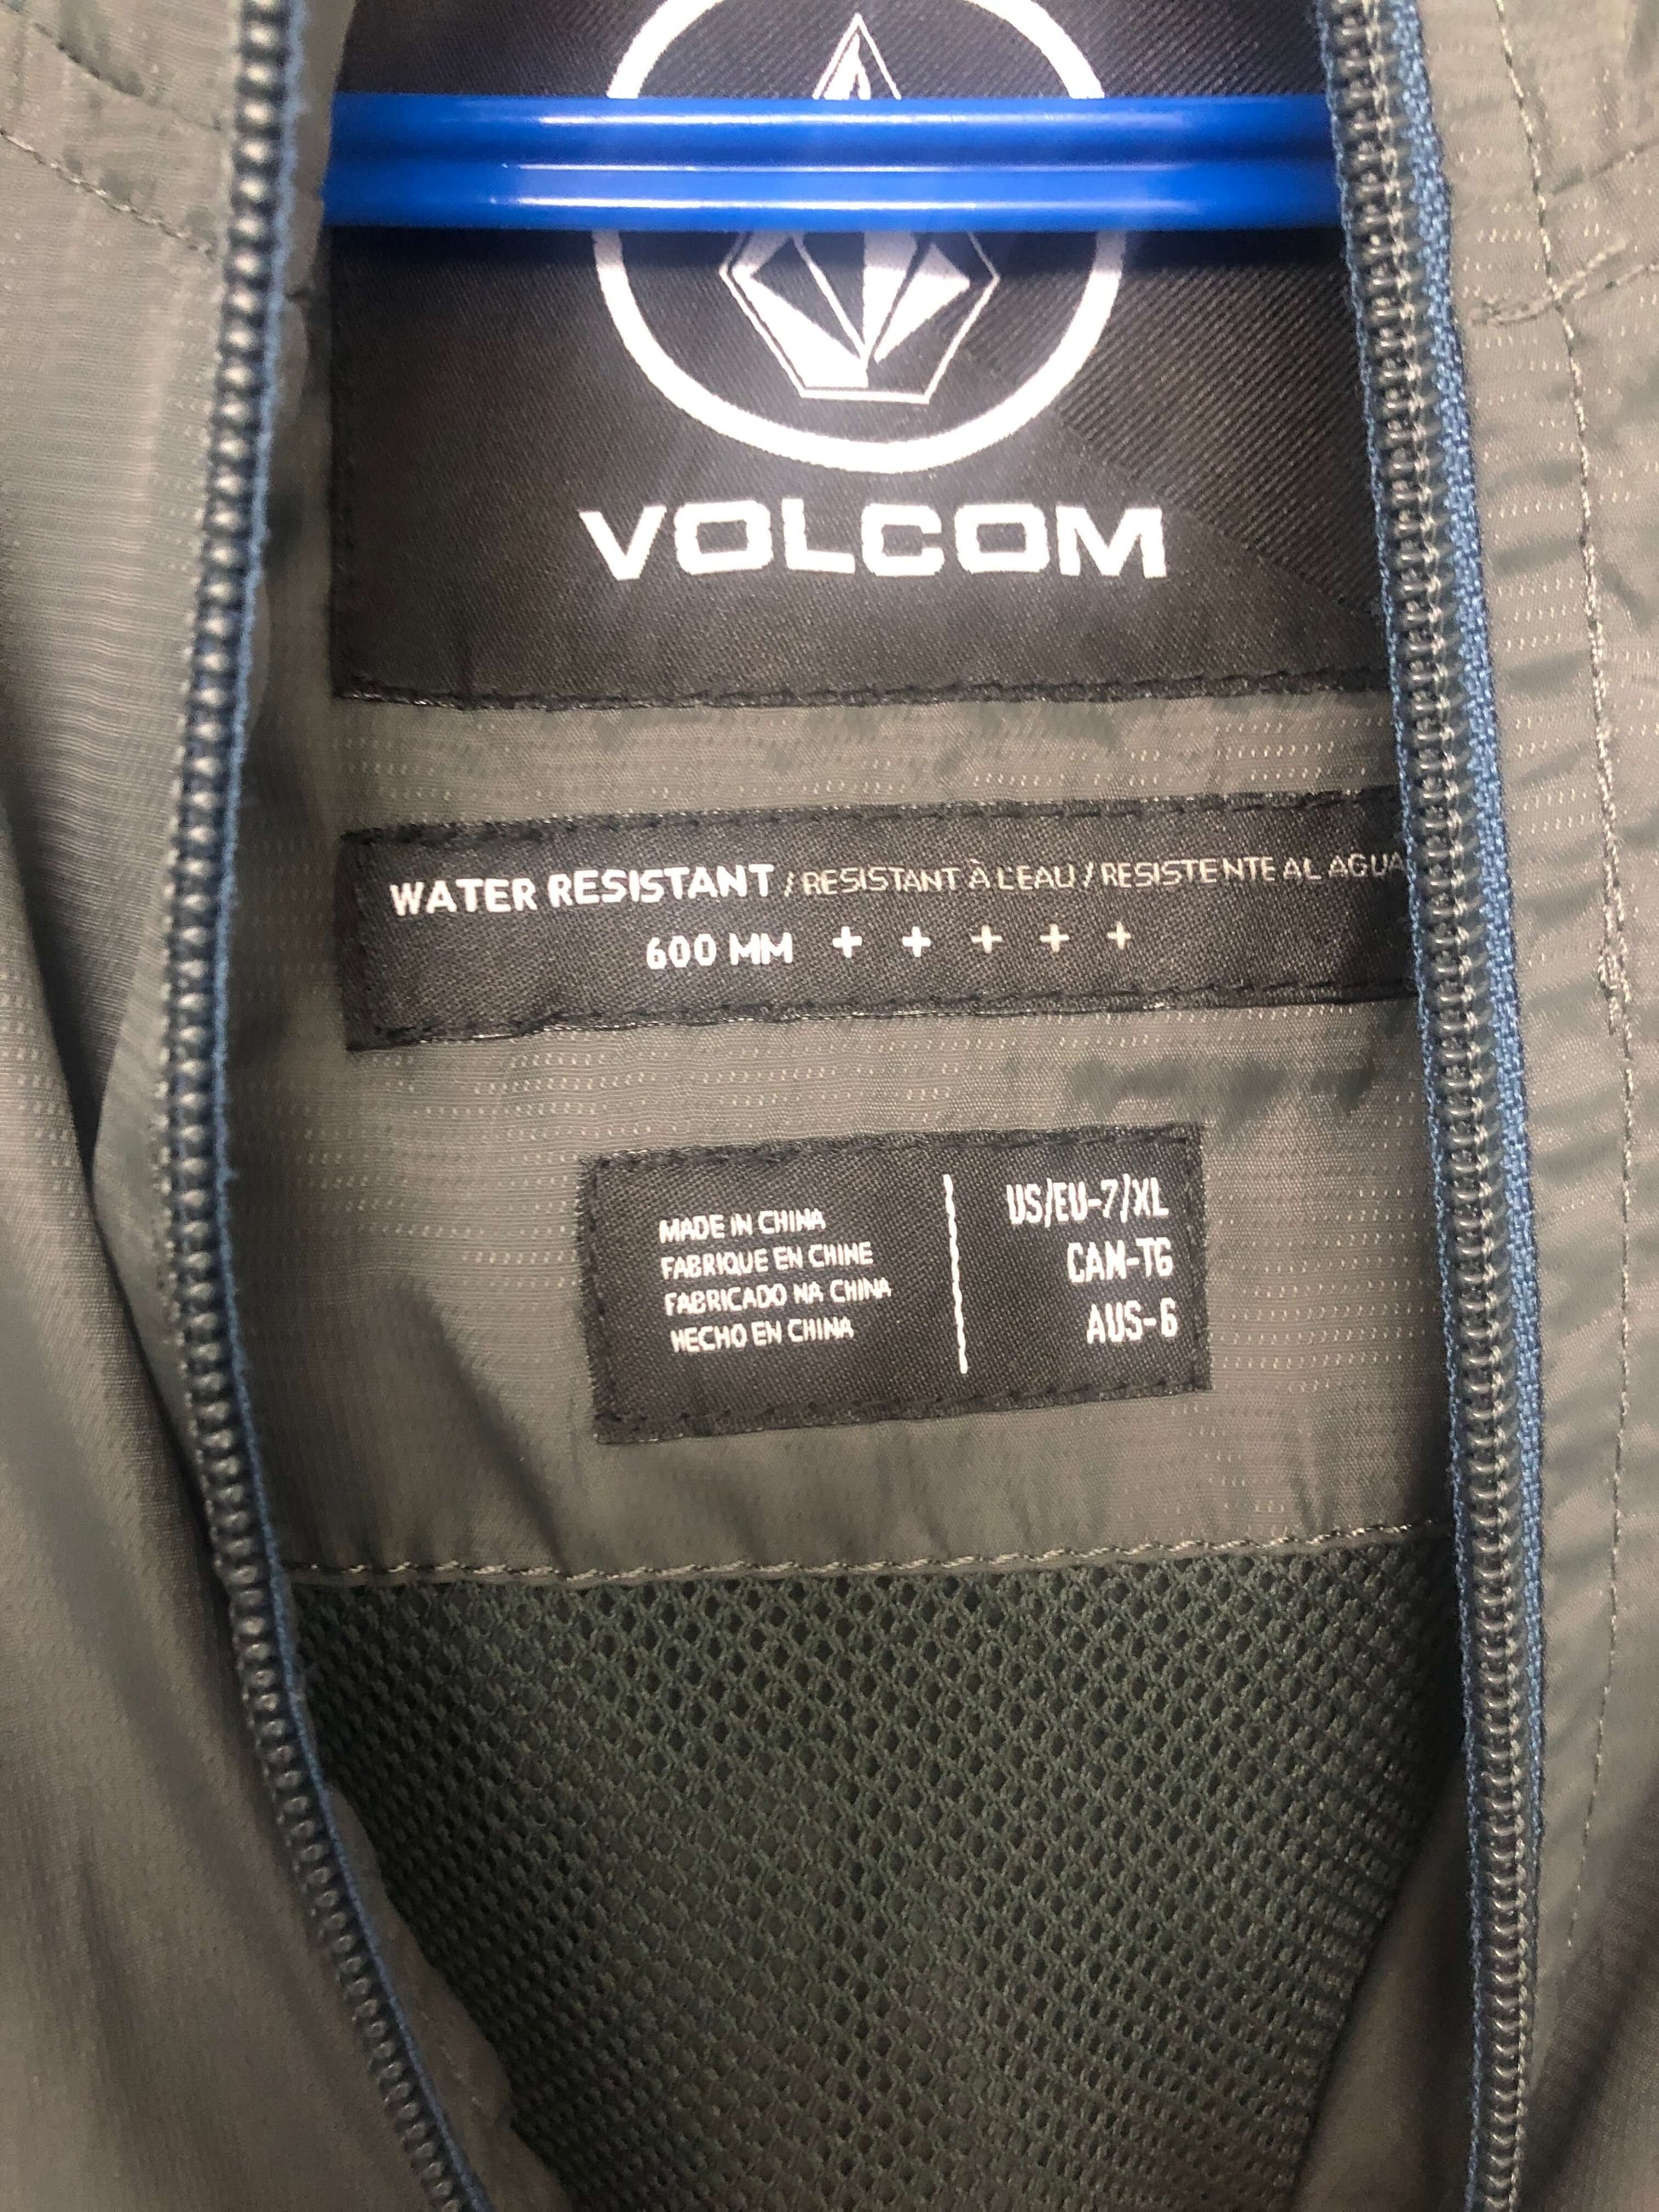 VOLCOM
WATER RESISTANT / RESISTANT À L'EAU / RESISTENTE AL AGUA
600 MM + + + + +
MADE IN CHINA
FABRIQUE EN CHINE
FABRICADO NA CHINA
HECHO EN CHINA
US/EU-7/XL
CAN-TG
AUS-6